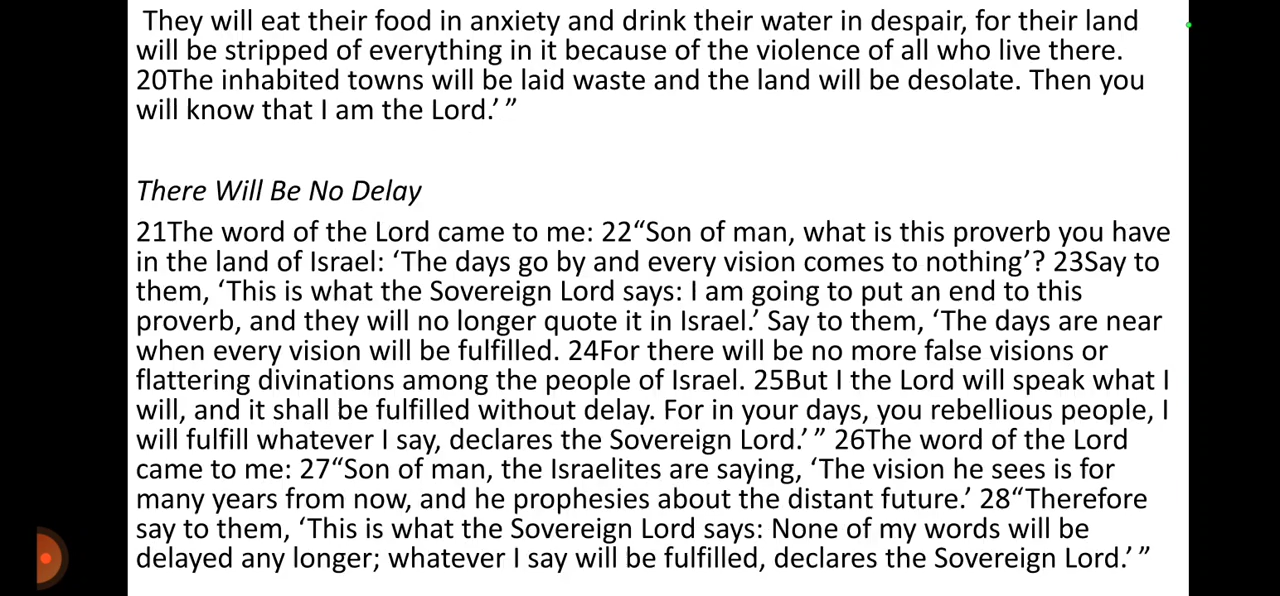 They will eat their food in anxiety and drink their water in despair, for their land
will be stripped of everything in it because of the violence of all who live there.
20The inhabited towns will be laid waste and the land will be desolate. Then you
will know that I am the Lord.’ ”
There Will Be No Delay
21The word of the Lord came to me: 22“Son of man, what is this proverb you have
in the land of Israel: ‘The days go by and every vision comes to nothing’? 23Say to
them, ‘This is what the Sovereign Lord says: I am going to put an end to this
proverb, and they will no longer quote it in Israel.’ Say to them, ‘The days are near
when every vision will be fulfilled. 24For there will be no more false visions or
flattering divinations among the people of Israel. 25But I the Lord will speak what I
will, and it shall be fulfilled without delay. For in your days, you rebellious people, I
will fulfill whatever I say, declares the Sovereign Lord.’ ” 26The word of the Lord
came to me: 27“Son of man, the Israelites are saying, ‘The vision he sees is for
many years from now, and he prophesies about the distant future.’ 28“Therefore
say to them, ‘This is what the Sovereign Lord says: None of my words will be
delayed any longer; whatever I say will be fulfilled, declares the Sovereign Lord.’ ”